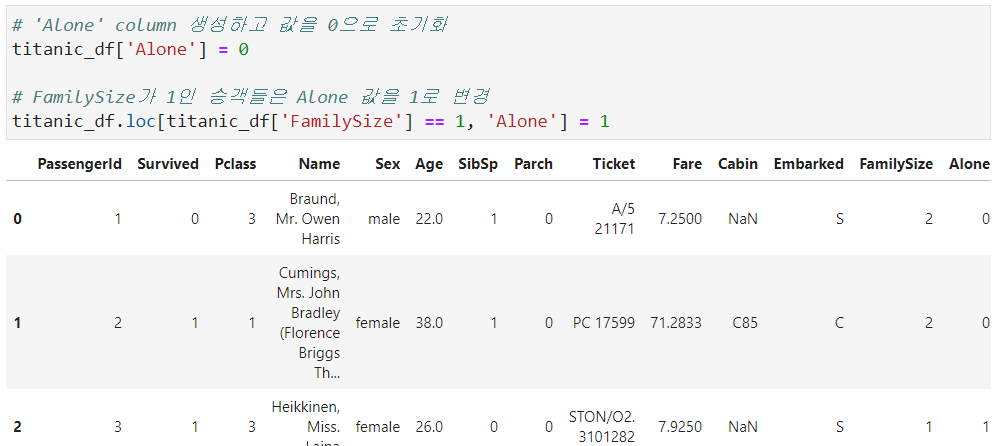 # 'Alone' column 생성하고 값을 0으로 초기화
titanic_df['Alone'] = 0
# FamilySize가 1인 승객들은 Alone 값을 1로 변경
titanic_df.loc[titanic_df['FamilySize'] == 1, 'Alone'] = 1
PassengerId Survived Pclass Name Sex Age SibSp Parch Ticket Fare Cabin Embarked FamilySize Alone
Braund,
0 1 0 3 Mr. Owen male 22.0 1 0 A/5 7.2500 NaN S 2 0
Harris 21171
Cumings,
Mrs. John
Bradley
1 2 1 1 (Florence female 38.0 1 0 PC 17599 71.2833 C85 C 2 0
Briggs
Th...
Heikkinen,
2 3 1 3 Miss. female 26.0 0 0 STON/O2. 7.9250 NaN S 1 1
Laina 3101282